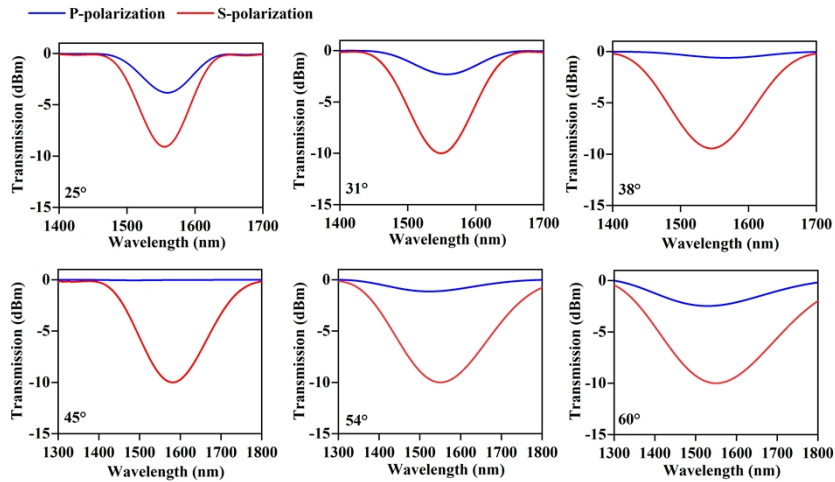 P-polarization S-polarization
Transmission (dBm)
0
-5
-10
-15
25°
1400 1500 1600 1700
Wavelength (nm)
Transmission (dBm)
0
-5
-10
-15
31°
1400 1500 1600 1700
Wavelength (nm)
Transmission (dBm)
0
-5
-10
-15
38°
1400 1500 1600 1700
Wavelength (nm)
Transmission (dBm)
0
-5
-10
-15
45°
1300 1400 1500 1600 1700 1800
Wavelength (nm)
Transmission (dBm)
0
-5
-10
-15
54°
1300 1400 1500 1600 1700 1800
Wavelength (nm)
Transmission (dBm)
0
-5
-10
-15
60°
1300 1400 1500 1600 1700 1800
Wavelength (nm)